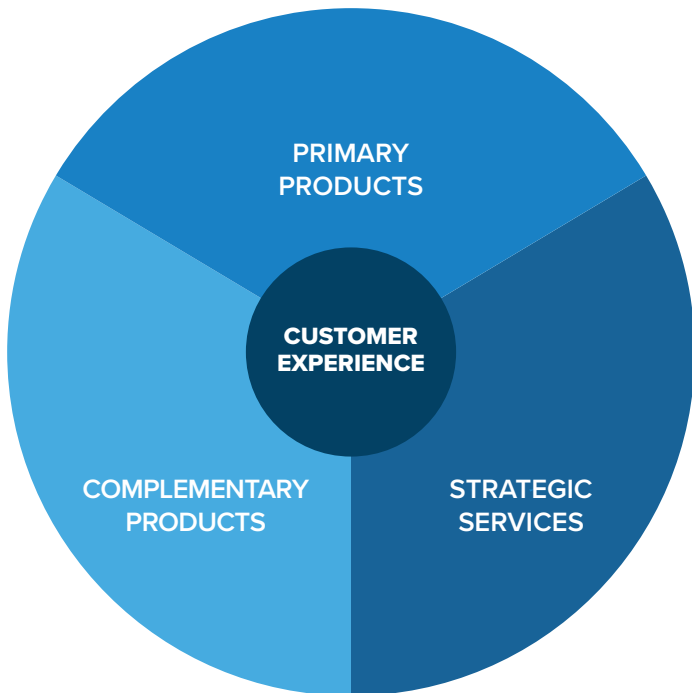 PRIMARY
PRODUCTS
CUSTOMER
EXPERIENCE
COMPLEMENTARY
PRODUCTS
STRATEGIC
SERVICES